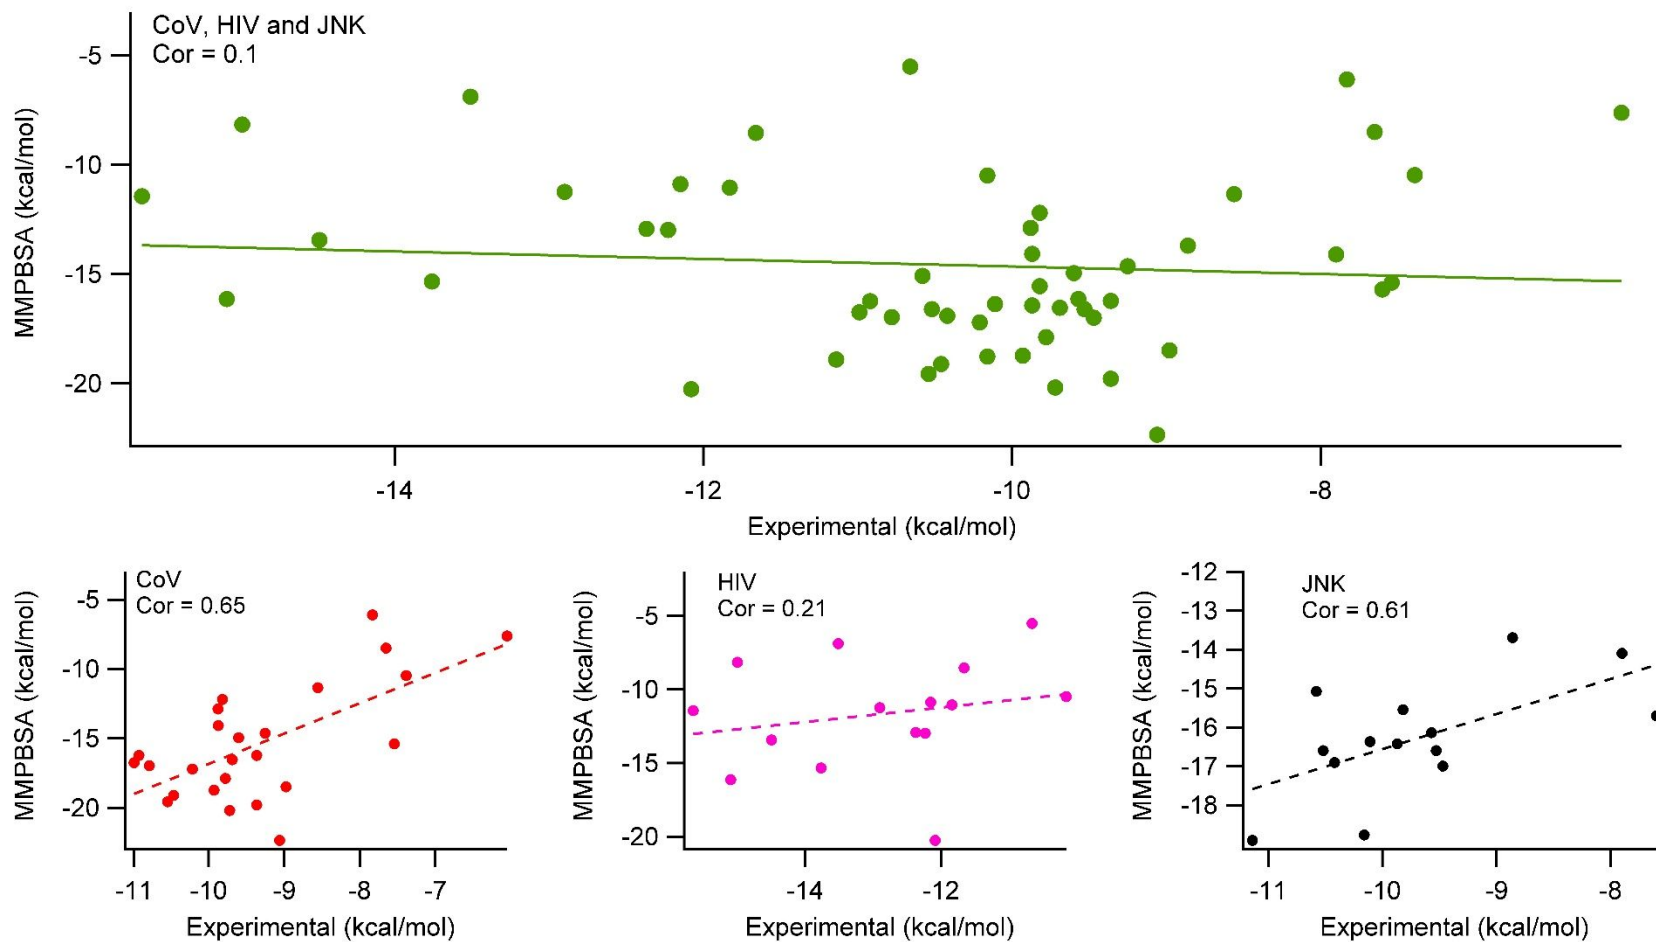 CoV, HIV and JNK
Cor = 0.1
MMPBSA (kcal/mol)
-5
-10
-15
-20
-14 -12 -10 -8
Experimental (kcal/mol)
CoV
Cor = 0.65
MMPBSA (kcal/mol)
-5
-10
-15
-20
-11 -10 -9 -8 -7
Experimental (kcal/mol)
HIV
Cor = 0.21
MMPBSA (kcal/mol)
-5
-10
-15
-20
-14 -12
Experimental (kcal/mol)
JNK
Cor = 0.61
MMPBSA (kcal/mol)
-12
-13
-14
-15
-16
-17
-18
-11 -10 -9 -8
Experimental (kcal/mol)